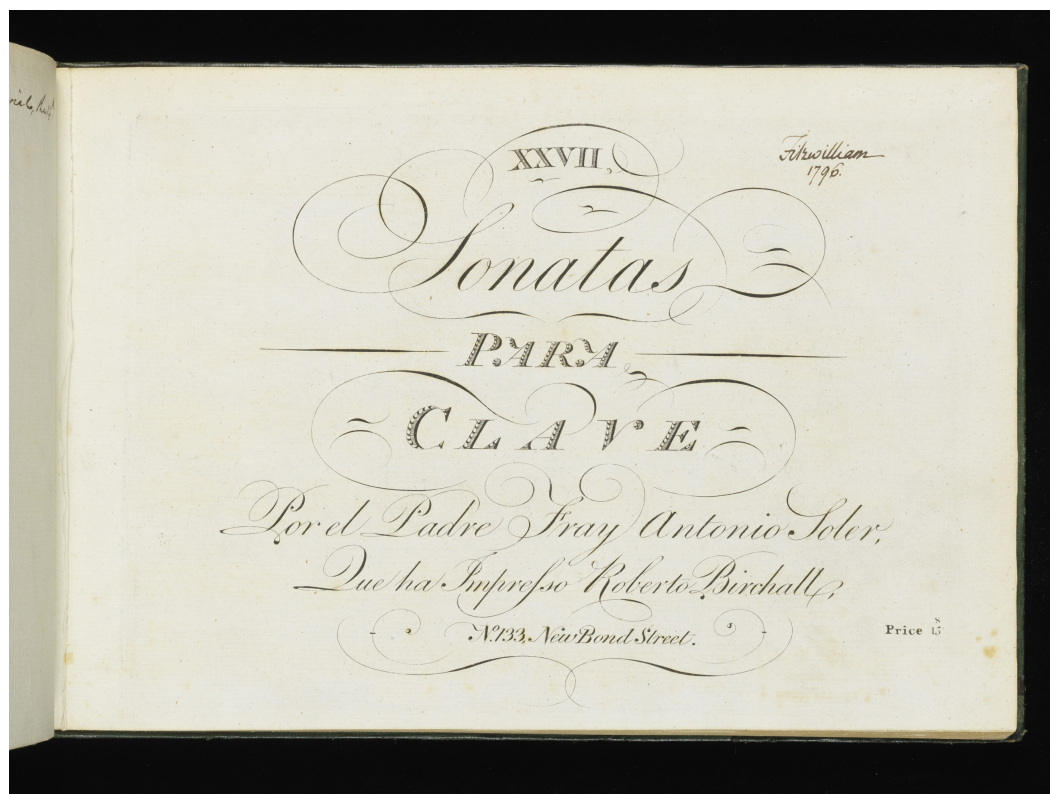 XXVII,
Fitzwilliam
1796.
Sonatas
PARA
CLAVE
Por el Padre Fray Antonio Soler,
Que ha Impreſso Roberto Birchall,
No. 133, New Bond Street.
Price 15 s